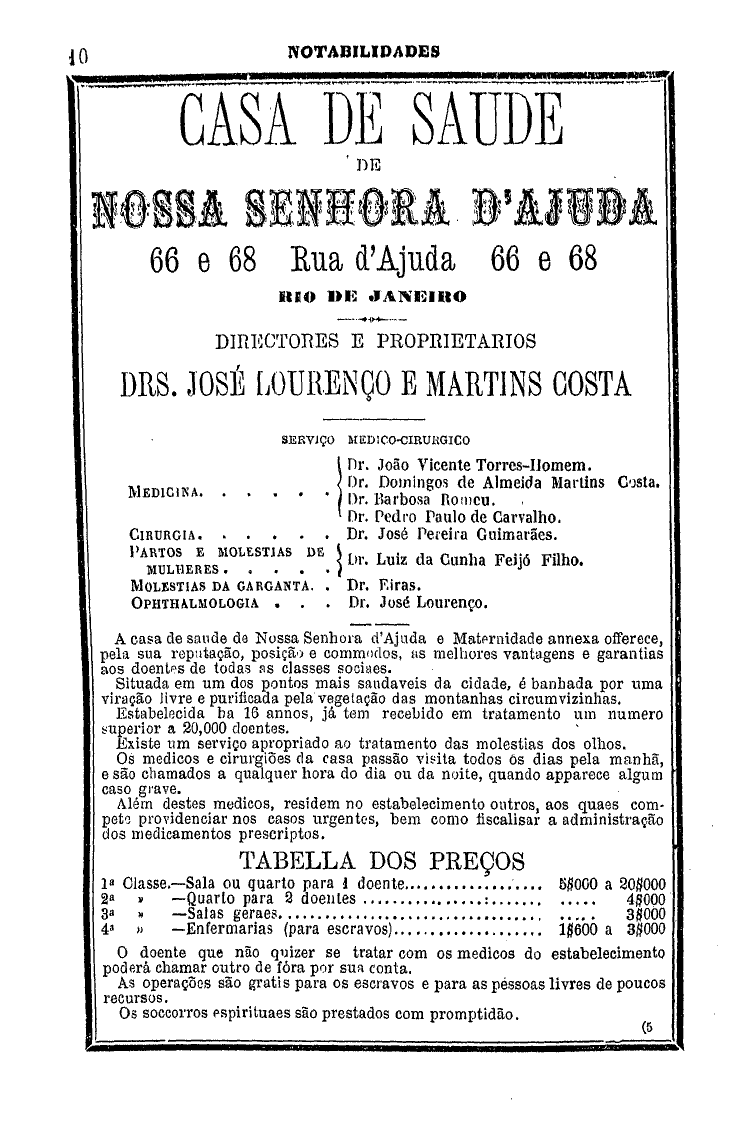 10 NOTABILIDADES
CASA DE SAUDE
DE
NOSSA SENHORA D'AJUDA
66 e 68 Rua d'Ajuda 66 e 68
RIO DE JANEIRO
DIRECTORES E PROPRIETARIOS
DRS. JOSÉ LOURENÇO E MARTINS COSTA
SERVIÇO MEDICO-CIRURGICO
MEDICINA. . . . . . Dr. João Vicente Torres-Homem.
Dr. Domingos de Almeida Martins Costa.
Dr. Barbosa Romeu.
Dr. Pedro Paulo de Carvalho.
CIRURGIA. . . . . . Dr. José Pereira Guimarães.
PARTOS E MOLESTIAS DE
MULHERES . . . . . Dr. Luiz da Cunha Feijó Filho.
MOLESTIAS DA GARGANTA. . Dr. Eiras.
OPHTHALMOLOGIA . . . Dr. José Lourenço.
A casa de saude de Nossa Senhora d'Ajuda e Maternidade annexa offerece,
pela sua reputação, posição e commodos, as melhores vantagens e garantias
aos doentes de todas as classes sociaes.
Situada em um dos pontos mais saudaveis da cidade, é banhada por uma
viração livre e purificada pela vegetação das montanhas circumvizinhas.
Estabelecida ha 16 annos, já tem recebido em tratamento um numero
superior a 20,000 doentes.
Existe um serviço apropriado ao tratamento das molestias dos olhos.
Os medicos e cirurgiões da casa passão visita todos os dias pela manhã,
e são chamados a qualquer hora do dia ou da noite, quando apparece algum
caso grave.
Além destes medicos, residem no estabelecimento outros, aos quaes com-
pete providenciar nos casos urgentes, bem como fiscalisar a administração
dos medicamentos prescriptos.
TABELLA DOS PREÇOS
1ª Classe.—Sala ou quarto para 1 doente.................. 5$000 a 20$000
2ª » —Quarto para 2 doentes .................. ..... 4$000
3ª » —Salas geraes.................................. ..... 3$000
4ª » —Enfermarias (para escravos)................... 1$600 a 3$000
O doente que não quizer se tratar com os medicos do estabelecimento
poderá chamar outro de fóra por sua conta.
As operações são gratis para os escravos e para as pessoas livres de poucos
recursos.
Os soccorros espirituaes são prestados com promptidão.
(5